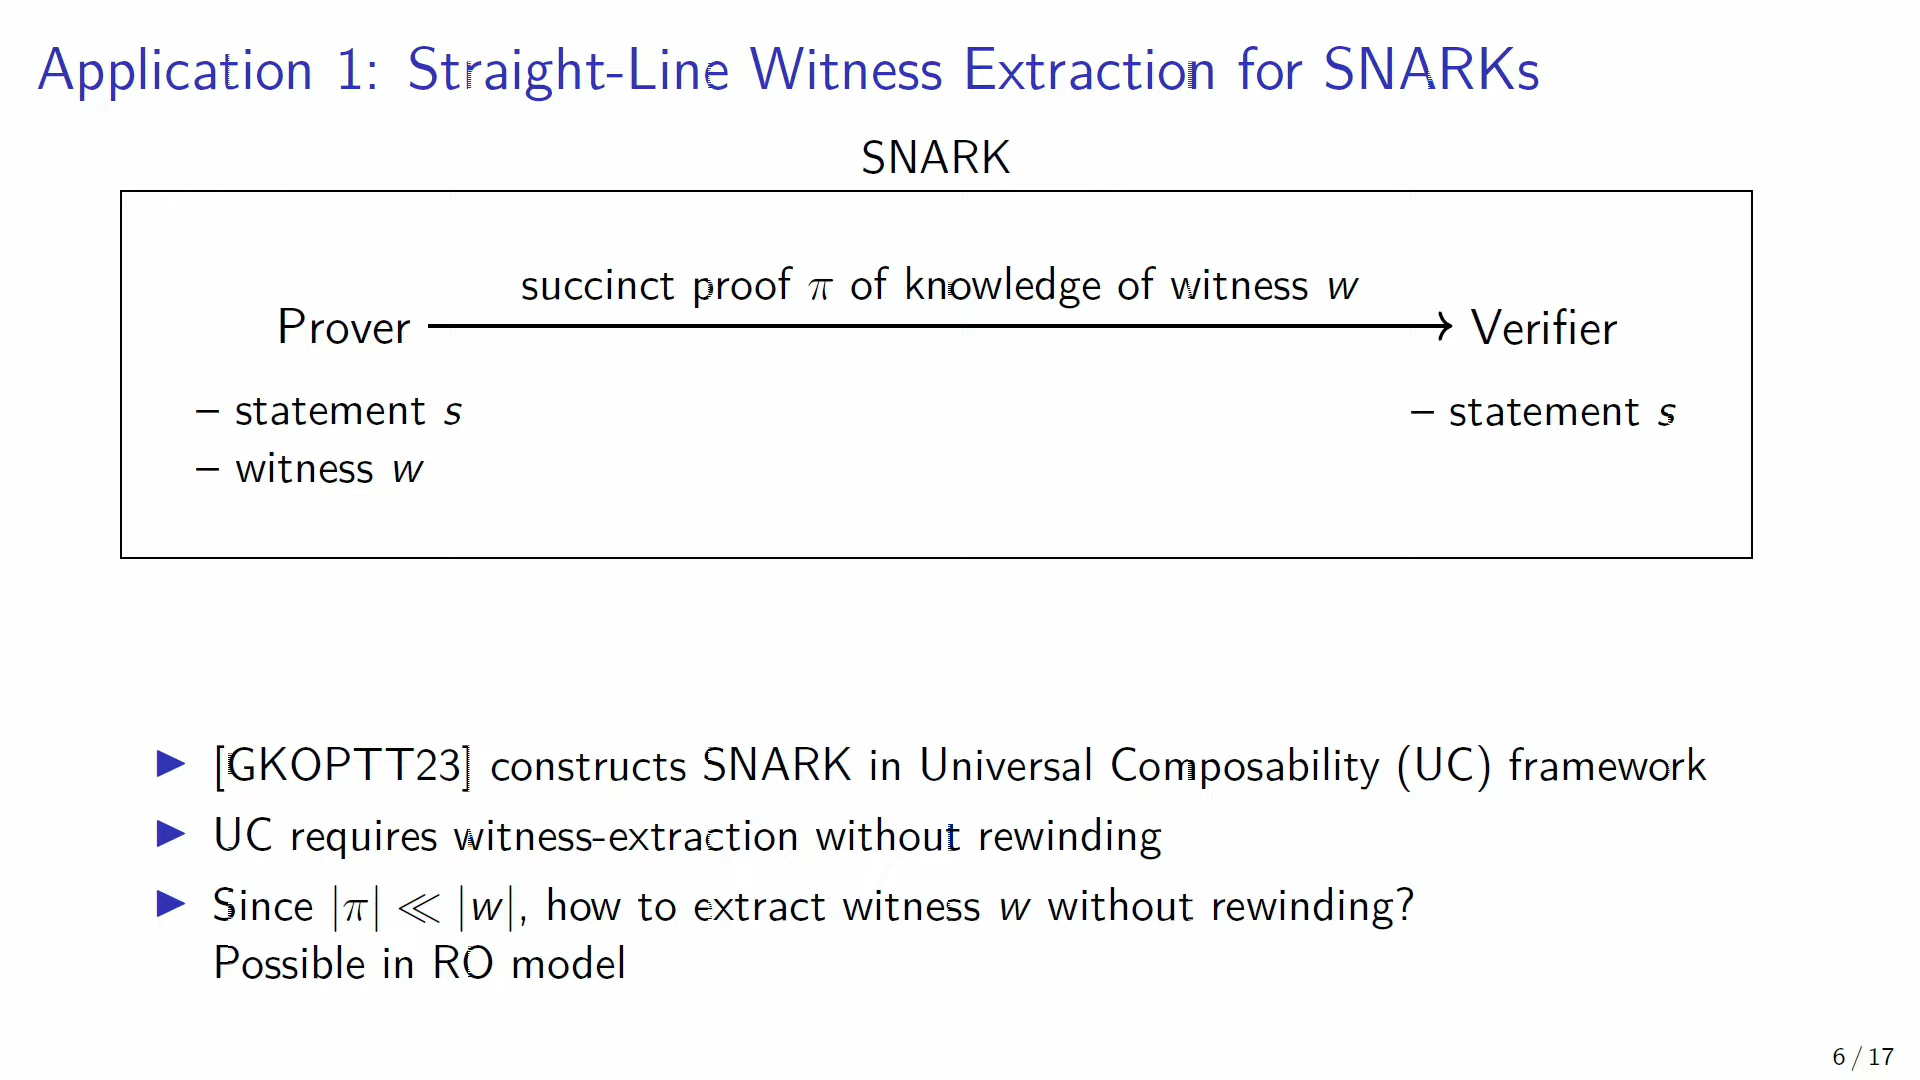 Application 1: Straight-Line Witness Extraction for SNARKs
SNARK
succinct proof π of knowledge of witness w
Prover
Verifier
– statement s
– witness w
– statement s
▶ [GKOPTT23] constructs SNARK in Universal Composability (UC) framework
▶ UC requires witness-extraction without rewinding
▶ Since |π| ≪ |w|, how to extract witness w without rewinding?
Possible in RO model
6 / 17